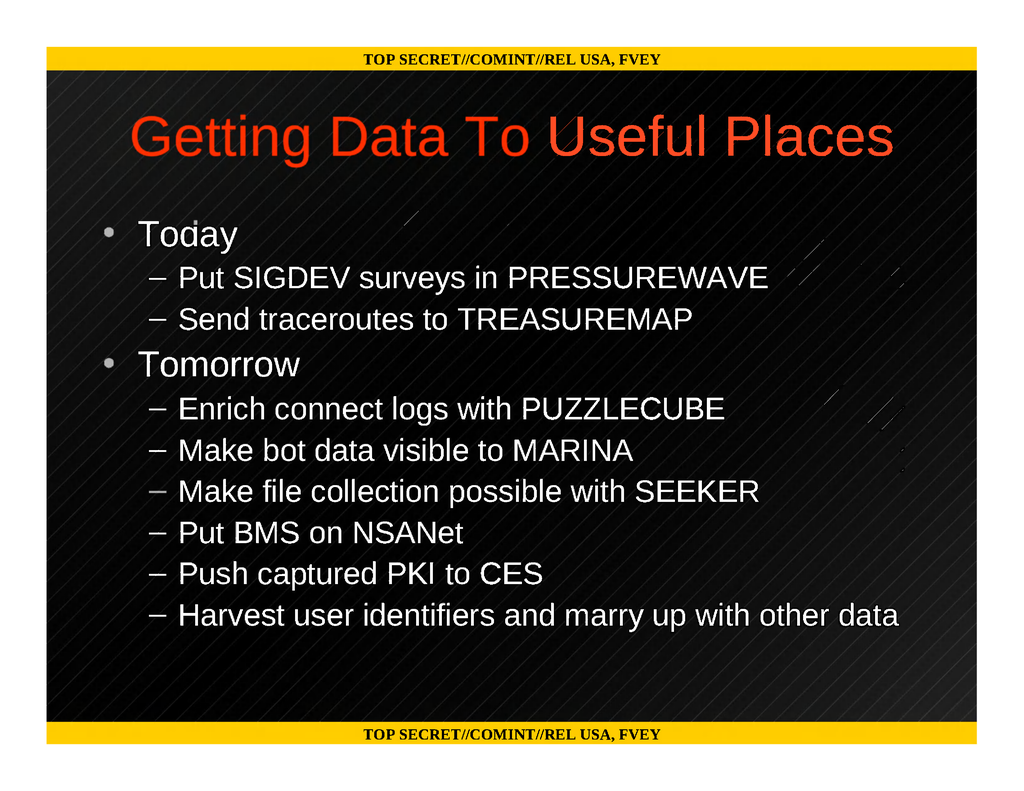 TOP SECRET//COMINT//REL USA, FVEY
Getting Data To Useful Places
• Today
– Put SIGDEV surveys in PRESSUREWAVE
– Send traceroutes to TREASUREMAP
• Tomorrow
– Enrich connect logs with PUZZLECUBE
– Make bot data visible to MARINA
– Make file collection possible with SEEKER
– Put BMS on NSANet
– Push captured PKI to CES
– Harvest user identifiers and marry up with other data
TOP SECRET//COMINT//REL USA, FVEY